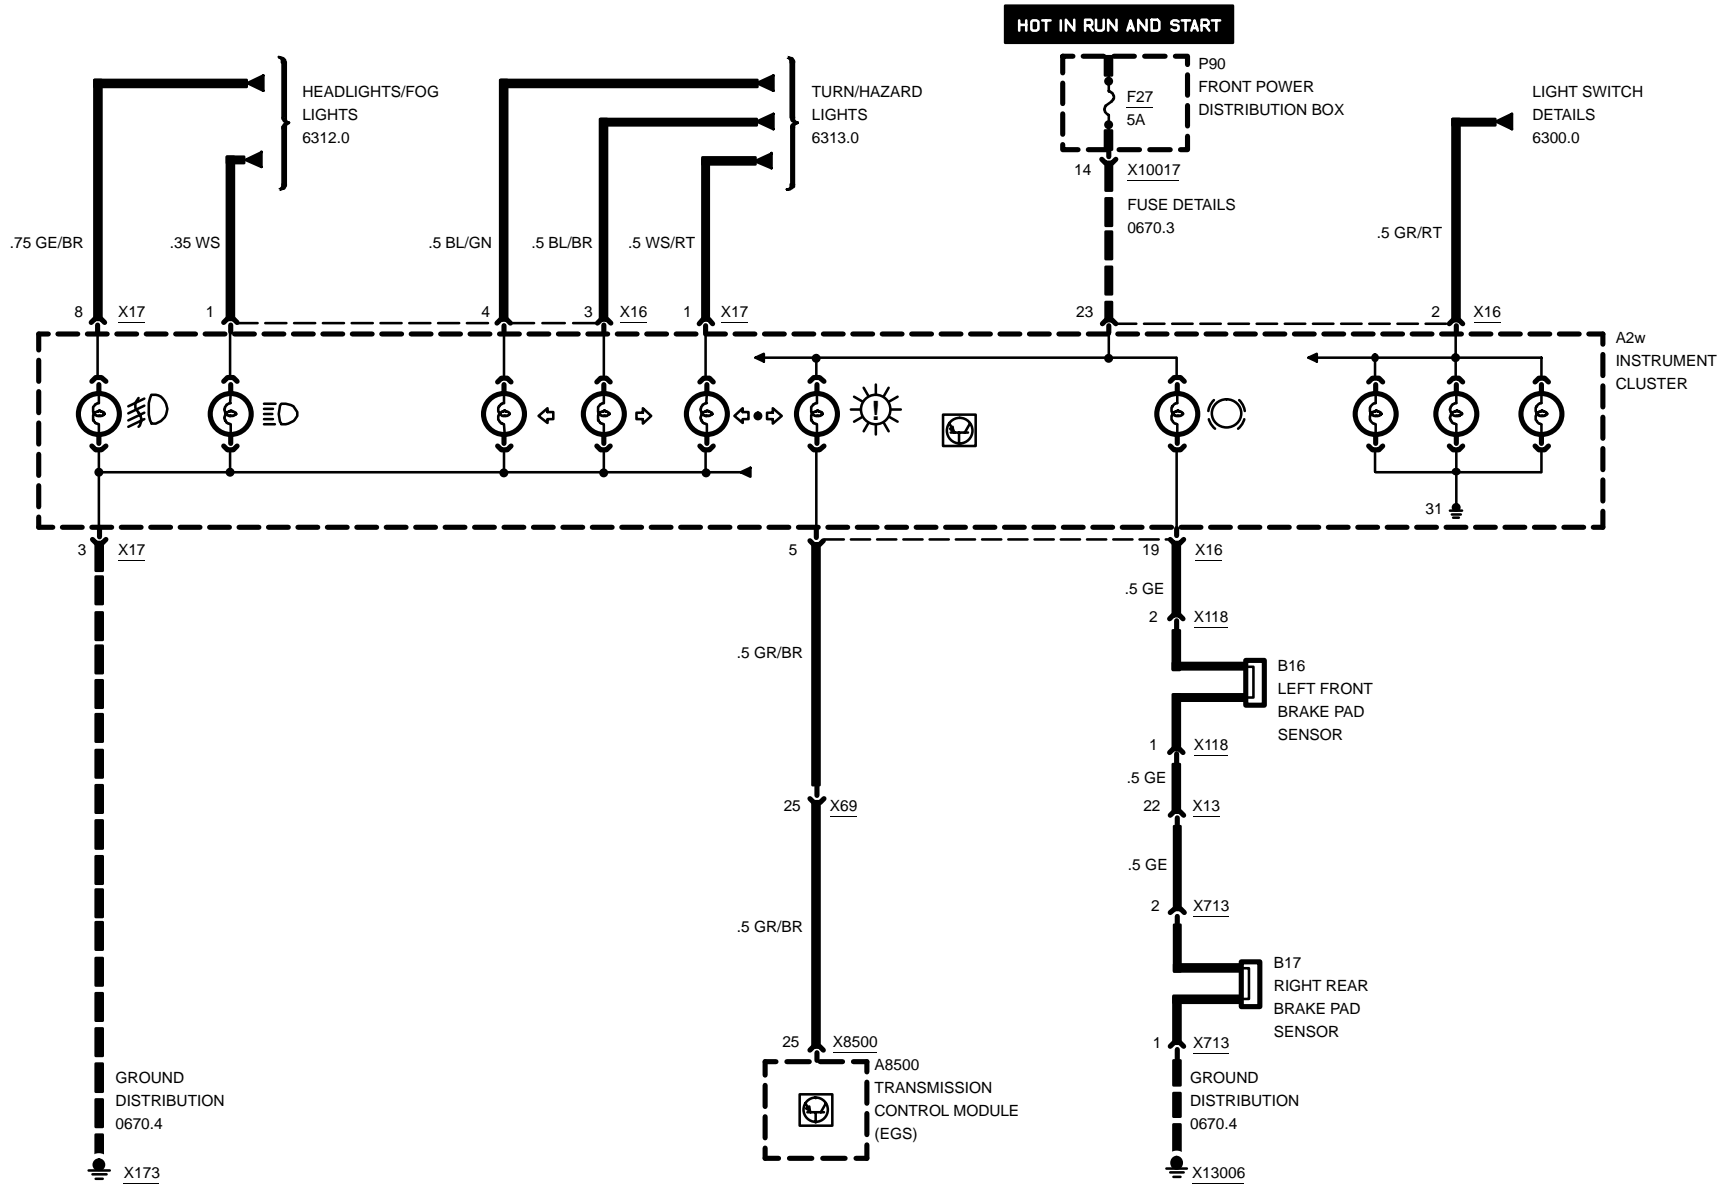 HOT IN RUN AND START
P90
FRONT POWER
DISTRIBUTION BOX
F27
5A
HEADLIGHTS/FOG
LIGHTS
6312.0
TURN/HAZARD
LIGHTS
6313.0
LIGHT SWITCH
DETAILS
6300.0
14 X10017
FUSE DETAILS
0670.3
.75 GE/BR
.35 WS
.5 BL/GN
.5 BL/BR
.5 WS/RT
.5 GR/RT
8 X17
1
4
3 X16
1 X17
23
2 X16
A2w
INSTRUMENT
CLUSTER
!
31
3 X17
5
19 X16
.5 GE
2 X118
.5 GR/BR
B16
LEFT FRONT
BRAKE PAD
SENSOR
1 X118
.5 GE
25 X69
22 X13
.5 GE
2 X713
.5 GR/BR
B17
RIGHT REAR
BRAKE PAD
SENSOR
25 X8500
1 X713
A8500
TRANSMISSION
CONTROL MODULE
(EGS)
GROUND
DISTRIBUTION
0670.4
GROUND
DISTRIBUTION
0670.4
X173
X13006